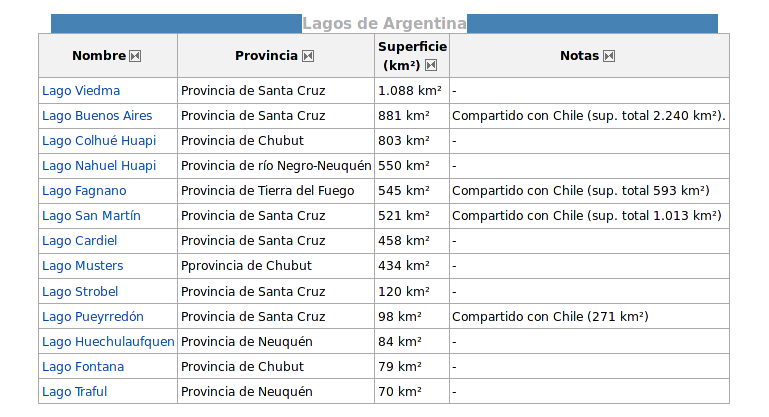 Lagos de Argentina
Nombre Provincia Superficie (km²) Notas
Lago Viedma Provincia de Santa Cruz 1.088 km² -
Lago Buenos Aires Provincia de Santa Cruz 881 km² Compartido con Chile (sup. total 2.240 km²).
Lago Colhué Huapi Provincia de Chubut 803 km² -
Lago Nahuel Huapi Provincia de río Negro-Neuquén 550 km² -
Lago Fagnano Provincia de Tierra del Fuego 545 km² Compartido con Chile (sup. total 593 km²)
Lago San Martín Provincia de Santa Cruz 521 km² Compartido con Chile (sup. total 1.013 km²)
Lago Cardiel Provincia de Santa Cruz 458 km² -
Lago Musters Pprovincia de Chubut 434 km² -
Lago Strobel Provincia de Santa Cruz 120 km² -
Lago Pueyrredón Provincia de Santa Cruz 98 km² Compartido con Chile (271 km²)
Lago Huechulaufquen Provincia de Neuquén 84 km² -
Lago Fontana Provincia de Chubut 79 km² -
Lago Traful Provincia de Neuquén 70 km² -